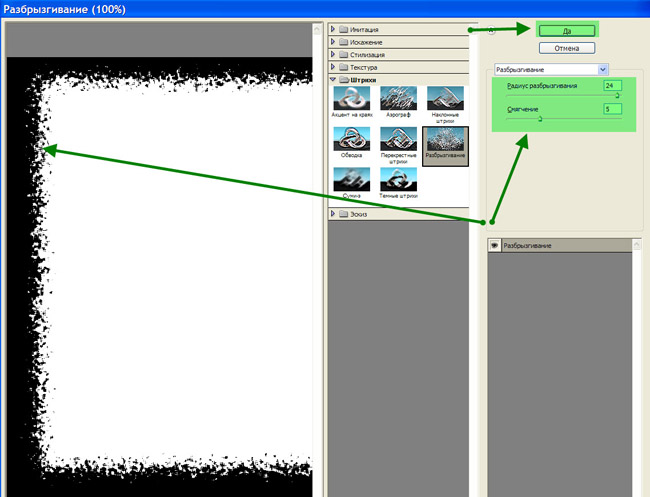 Разбрызгивание (100%)
Имитация
Искажение
Стилизация
Текстура
Штрихи
Акцент на краях
Аэрограф
Наклонные штрихи
Обводка
Перекрестные штрихи
Разбрызгивание
Суми-э
Темные штрихи
Эскиз
Да
Отмена
Разбрызгивание
Радиус разбрызгивания 24
Смягчение 5
Разбрызгивание